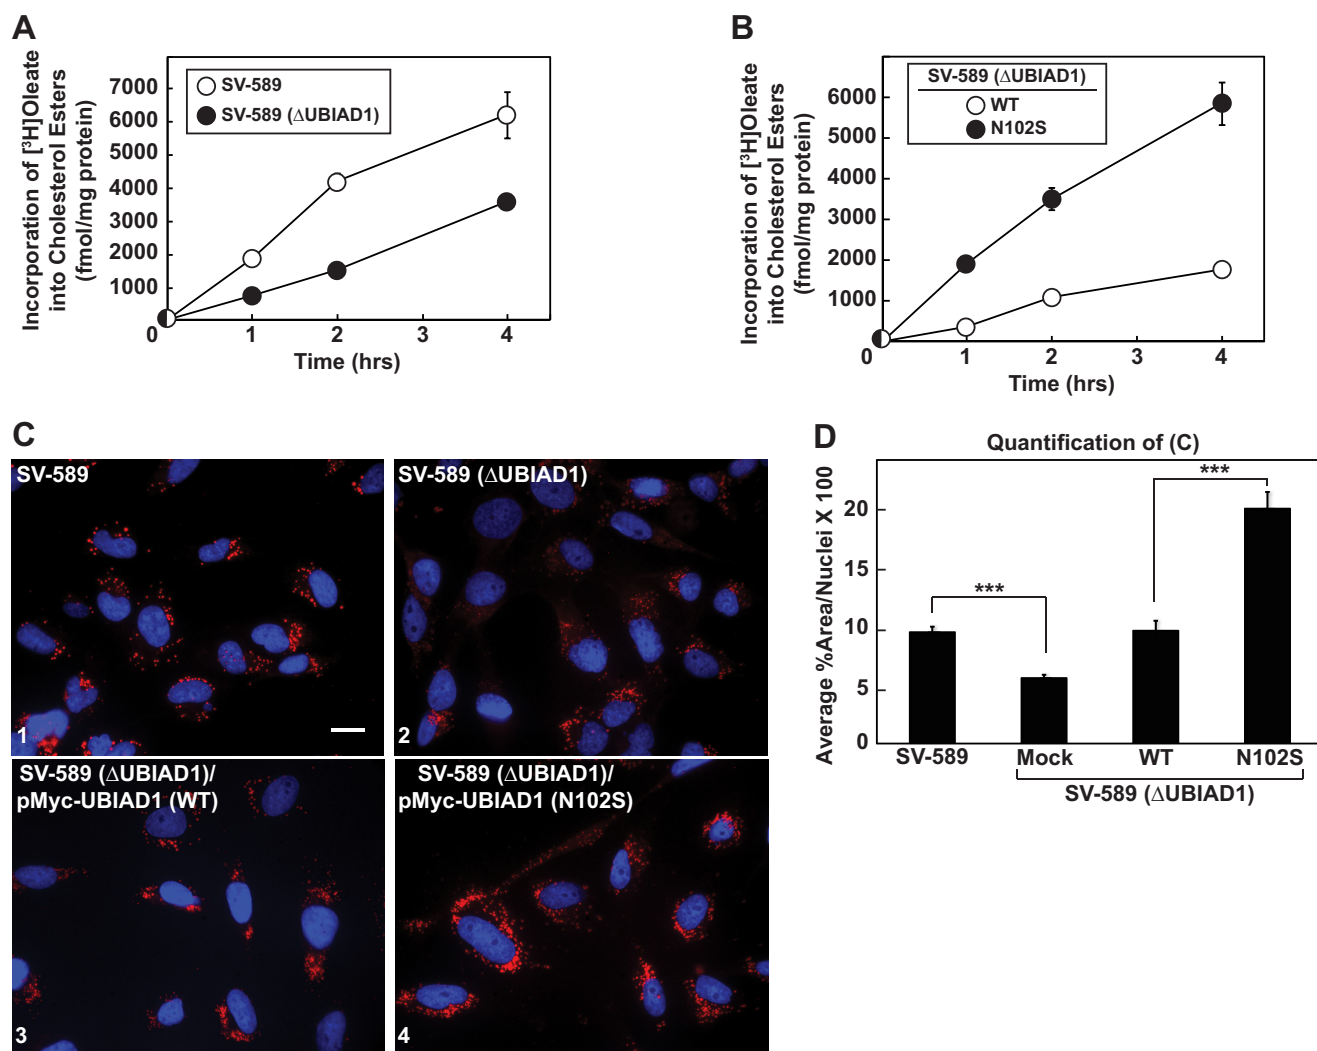 A
Incorporation of [³H]Oleate
into Cholesterol Esters
(fmol/mg protein)
7000
6000
5000
4000
3000
2000
1000
0
SV-589
SV-589 (ΔUBIAD1)
1
2
3
4
Time (hrs)
B
Incorporation of [³H]Oleate
into Cholesterol Esters
(fmol/mg protein)
6000
5000
4000
3000
2000
1000
0
SV-589 (ΔUBIAD1)
WT
N102S
1
2
3
4
Time (hrs)
C
SV-589
1
SV-589 (ΔUBIAD1)
2
SV-589 (ΔUBIAD1)/
pMyc-UBIAD1 (WT)
3
SV-589 (ΔUBIAD1)/
pMyc-UBIAD1 (N102S)
4
D
Quantification of (C)
Average %Area/Nuclei X 100
20
15
10
5
0
***
***
SV-589
Mock
WT
N102S
SV-589 (ΔUBIAD1)